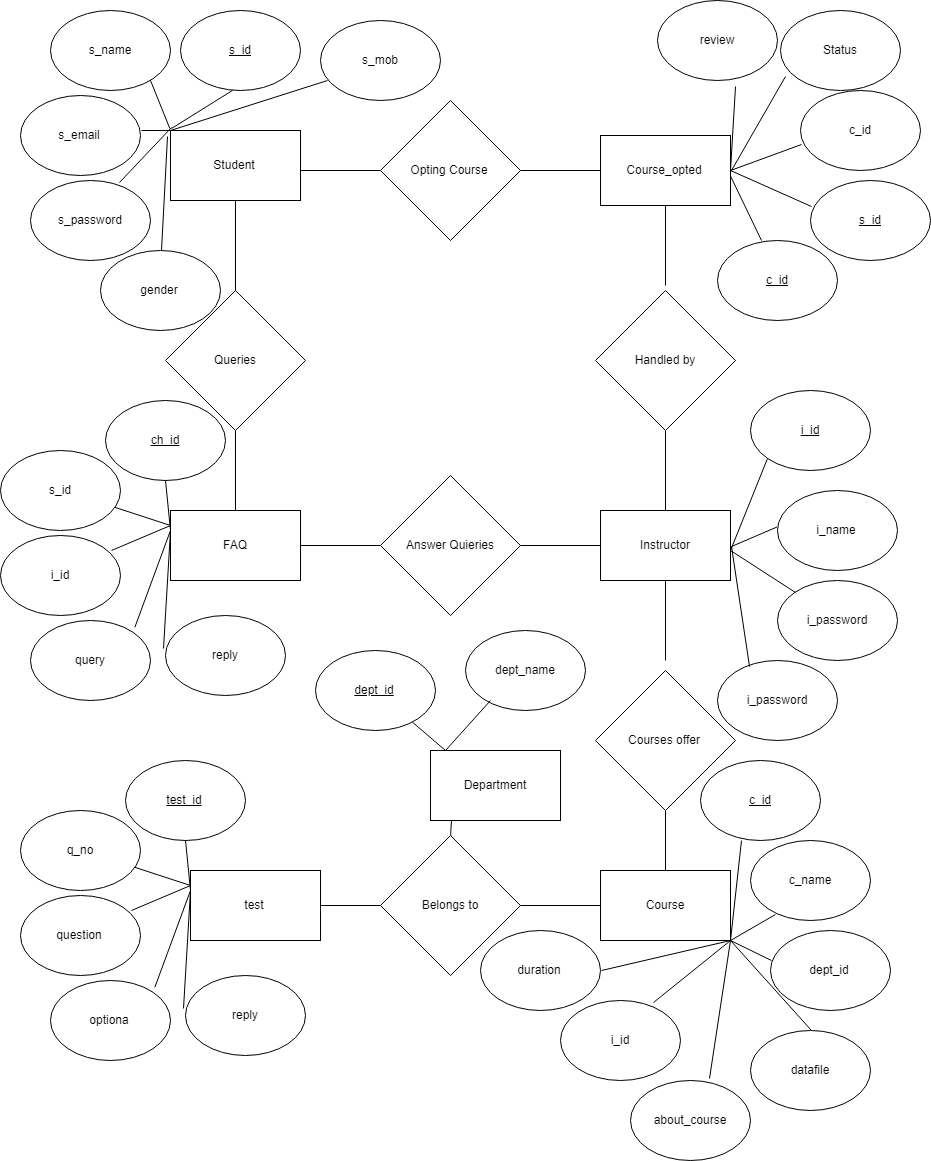 s_name
s_id
s_mob
review
Status
s_email
c_id
Student
Opting Course
Course_opted
s_password
s_id
gender
c_id
Queries
Handled by
ch_id
i_id
s_id
i_name
FAQ
Answer Quieries
Instructor
i_id
i_password
query
reply
dept_id
dept_name
i_password
Courses offer
Department
test_id
c_id
q_no
c_name
test
Belongs to
Course
question
duration
dept_id
optiona
reply
i_id
datafile
about_course